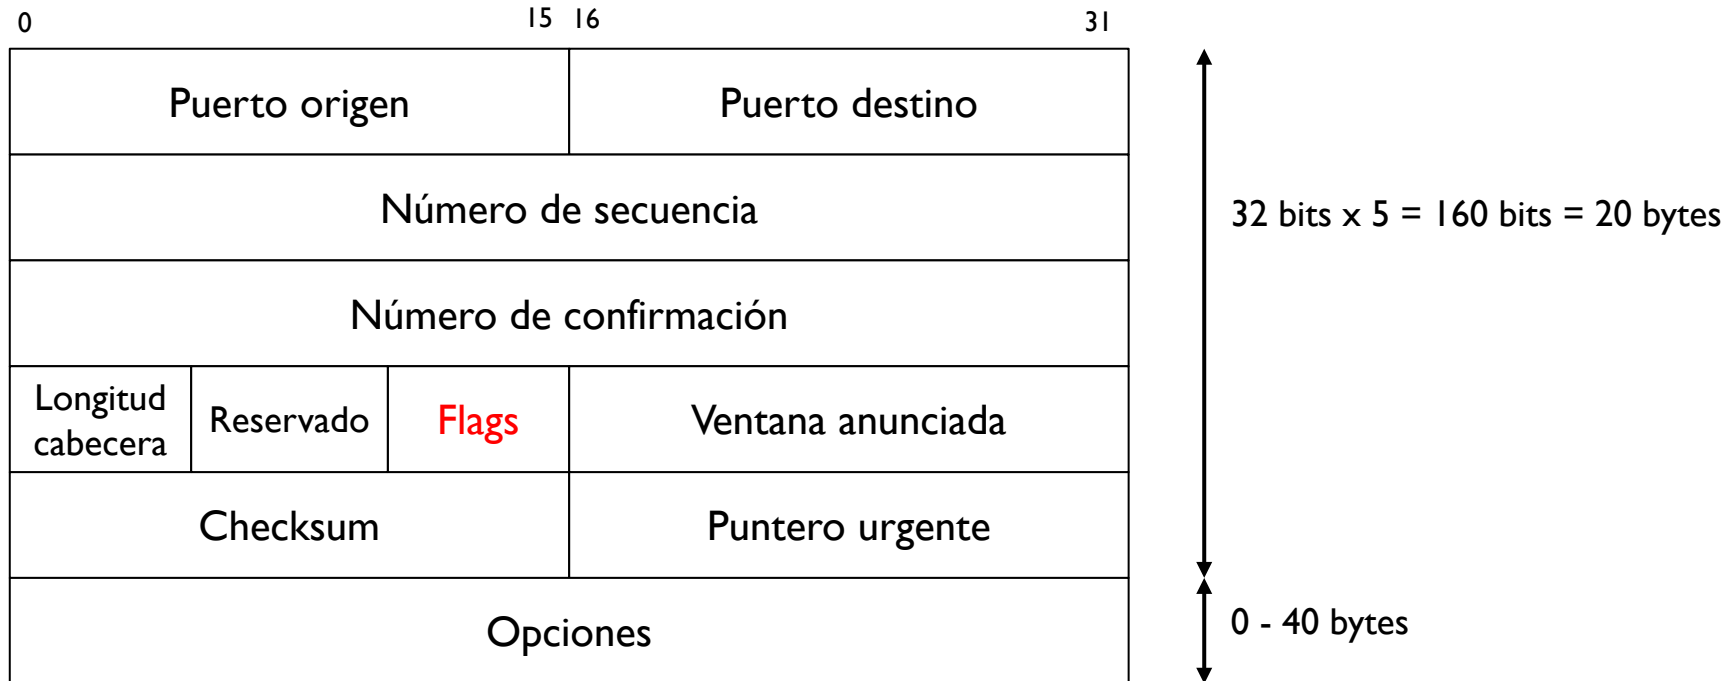 0 15 16 31
Puerto origen Puerto destino
Número de secuencia
32 bits x 5 = 160 bits = 20 bytes
Número de confirmación
Longitud
cabecera
Reservado
Flags
Ventana anunciada
Checksum Puntero urgente
Opciones
0 - 40 bytes